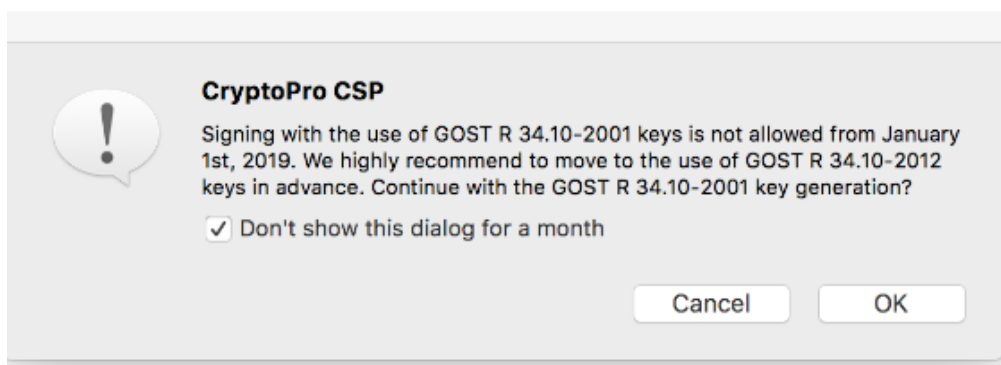 CryptoPro CSP
Signing with the use of GOST R 34.10-2001 keys is not allowed from January
1st, 2019. We highly recommend to move to the use of GOST R 34.10-2012
keys in advance. Continue with the GOST R 34.10-2001 key generation?
Don't show this dialog for a month
Cancel OK